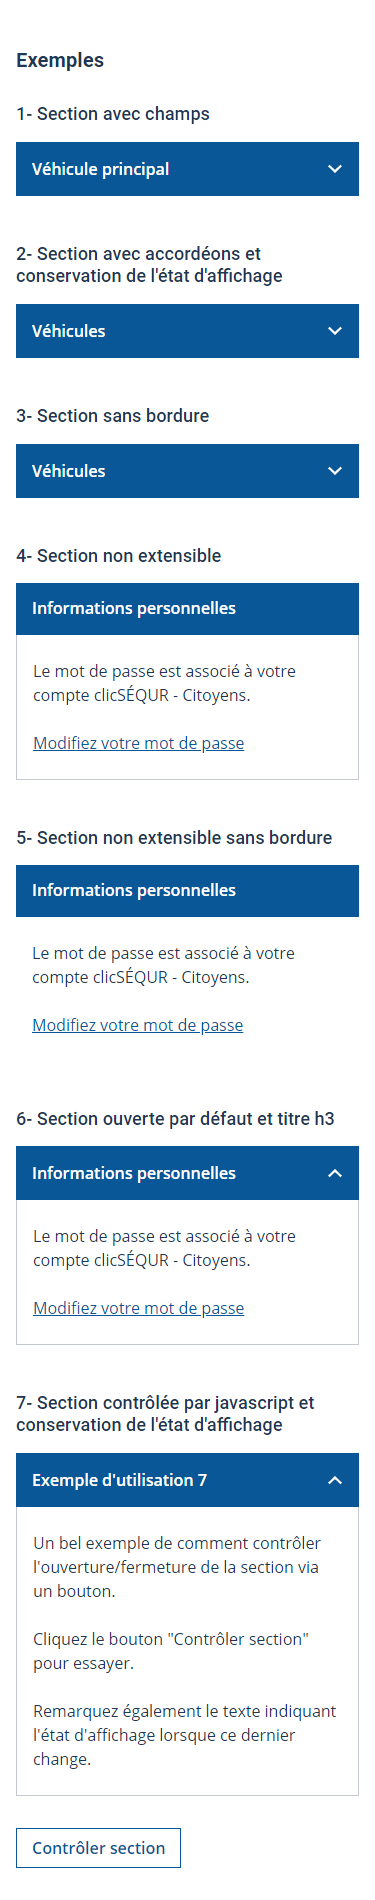 Exemples
1- Section avec champs
Véhicule principal
2- Section avec accordéons et
conservation de l'état d'affichage
Véhicules
3- Section sans bordure
Véhicules
4- Section non extensible
Informations personnelles
Le mot de passe est associé à votre
compte clicSÉQUR - Citoyens.
Modifiez votre mot de passe
5- Section non extensible sans bordure
Informations personnelles
Le mot de passe est associé à votre
compte clicSÉQUR - Citoyens.
Modifiez votre mot de passe
6- Section ouverte par défaut et titre h3
Informations personnelles
Le mot de passe est associé à votre
compte clicSÉQUR - Citoyens.
Modifiez votre mot de passe
7- Section contrôlée par javascript et
conservation de l'état d'affichage
Exemple d'utilisation 7
Un bel exemple de comment contrôler
l'ouverture/fermeture de la section via
un bouton.
Cliquez le bouton "Contrôler section"
pour essayer.
Remarquez également le texte indiquant
l'état d'affichage lorsque ce dernier
change.
Contrôler section